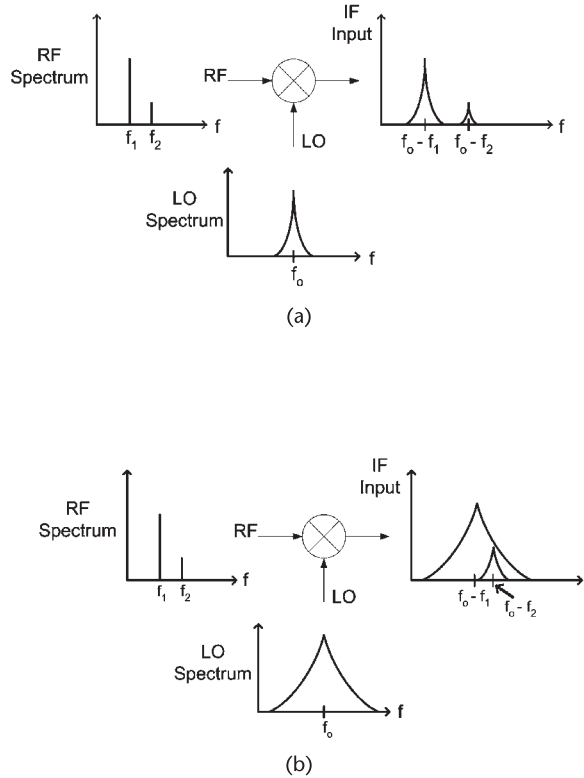 RF
Spectrum
f₁ f₂ f
RF
LO
IF
Input
fₒ - f₁ fₒ - f₂ f
LO
Spectrum
fₒ f
(a)
RF
Spectrum
f₁ f₂ f
RF
LO
IF
Input
fₒ - f₁ fₒ - f₂
LO
Spectrum
fₒ f
(b)